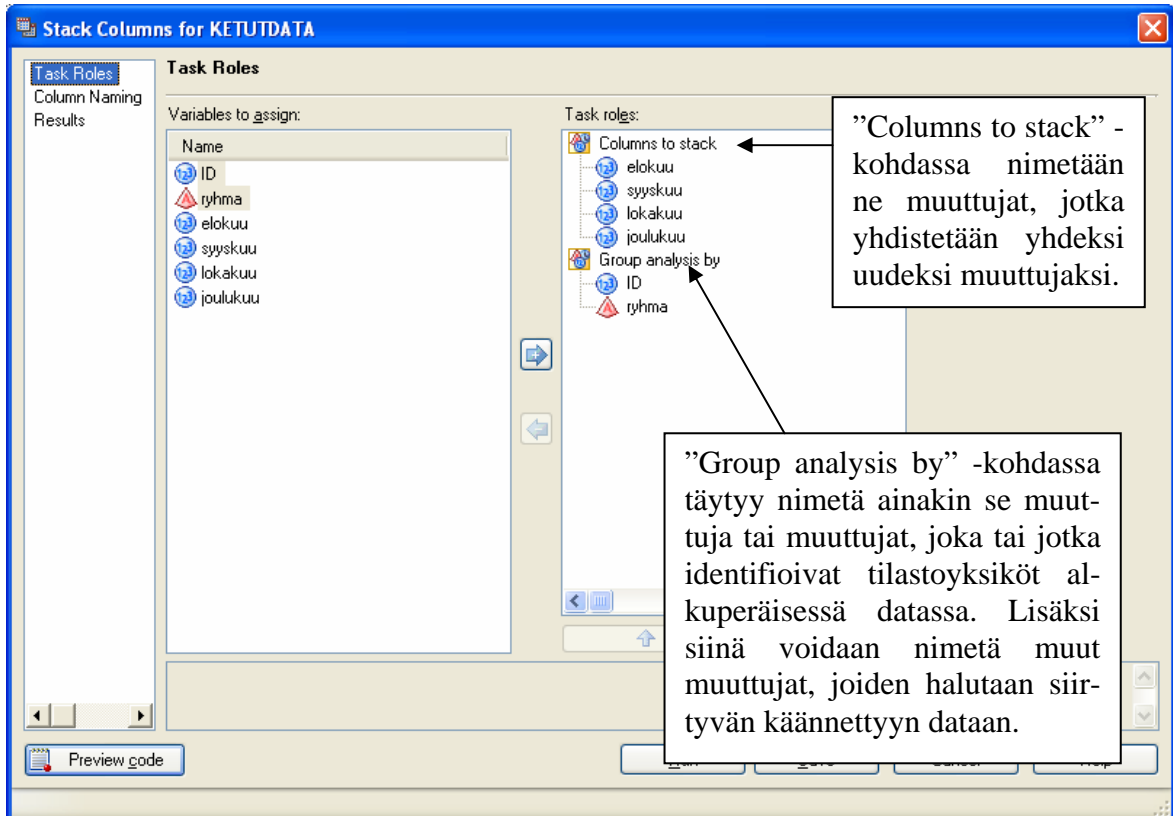 Stack Columns for KETUTDATA
Task Roles
Column Naming
Results
Task Roles
Variables to assign:
Name
ID
ryhma
elokuu
syyskuu
lokakuu
joulukuu
Task roles:
Columns to stack
elokuu
syyskuu
lokakuu
joulukuu
Group analysis by
ID
ryhma
”Columns to stack” -
kohdassa nimetään
ne muuttujat, jotka
yhdistetään yhdeksi
uudeksi muuttujaksi.
”Group analysis by” -kohdassa
täytyy nimetä ainakin se muut-
tuja tai muuttujat, joka tai jotka
identifioivat tilastoyksiköt al-
kuperäisessä datassa. Lisäksi
siinä voidaan nimetä muut
muuttujat, joiden halutaan siir-
tyvän käännettyyn dataan.
Preview code